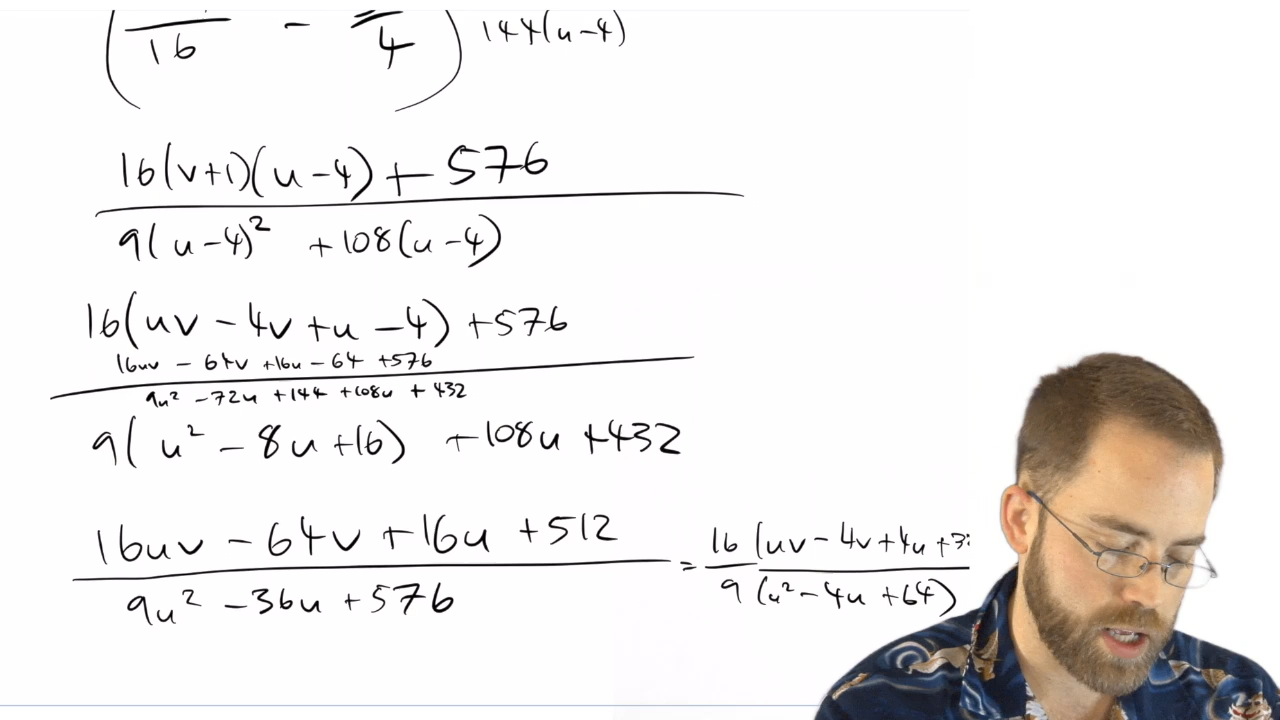 16 - 4 ) 144(u-4)
16(v+1)(u-4) + 576
9(u-4)² + 108(u-4)
16(uv - 4v + u - 4) + 576
16uv - 64v + 16u - 64 + 576
9u² - 72u + 144 + 108u + 432
9(u² - 8u + 16) + 108u + 432
16uv - 64v + 16u + 512 = 16 (uv - 4v + 4u + 3
9u² - 36u + 576 9 (u² - 4u + 64)